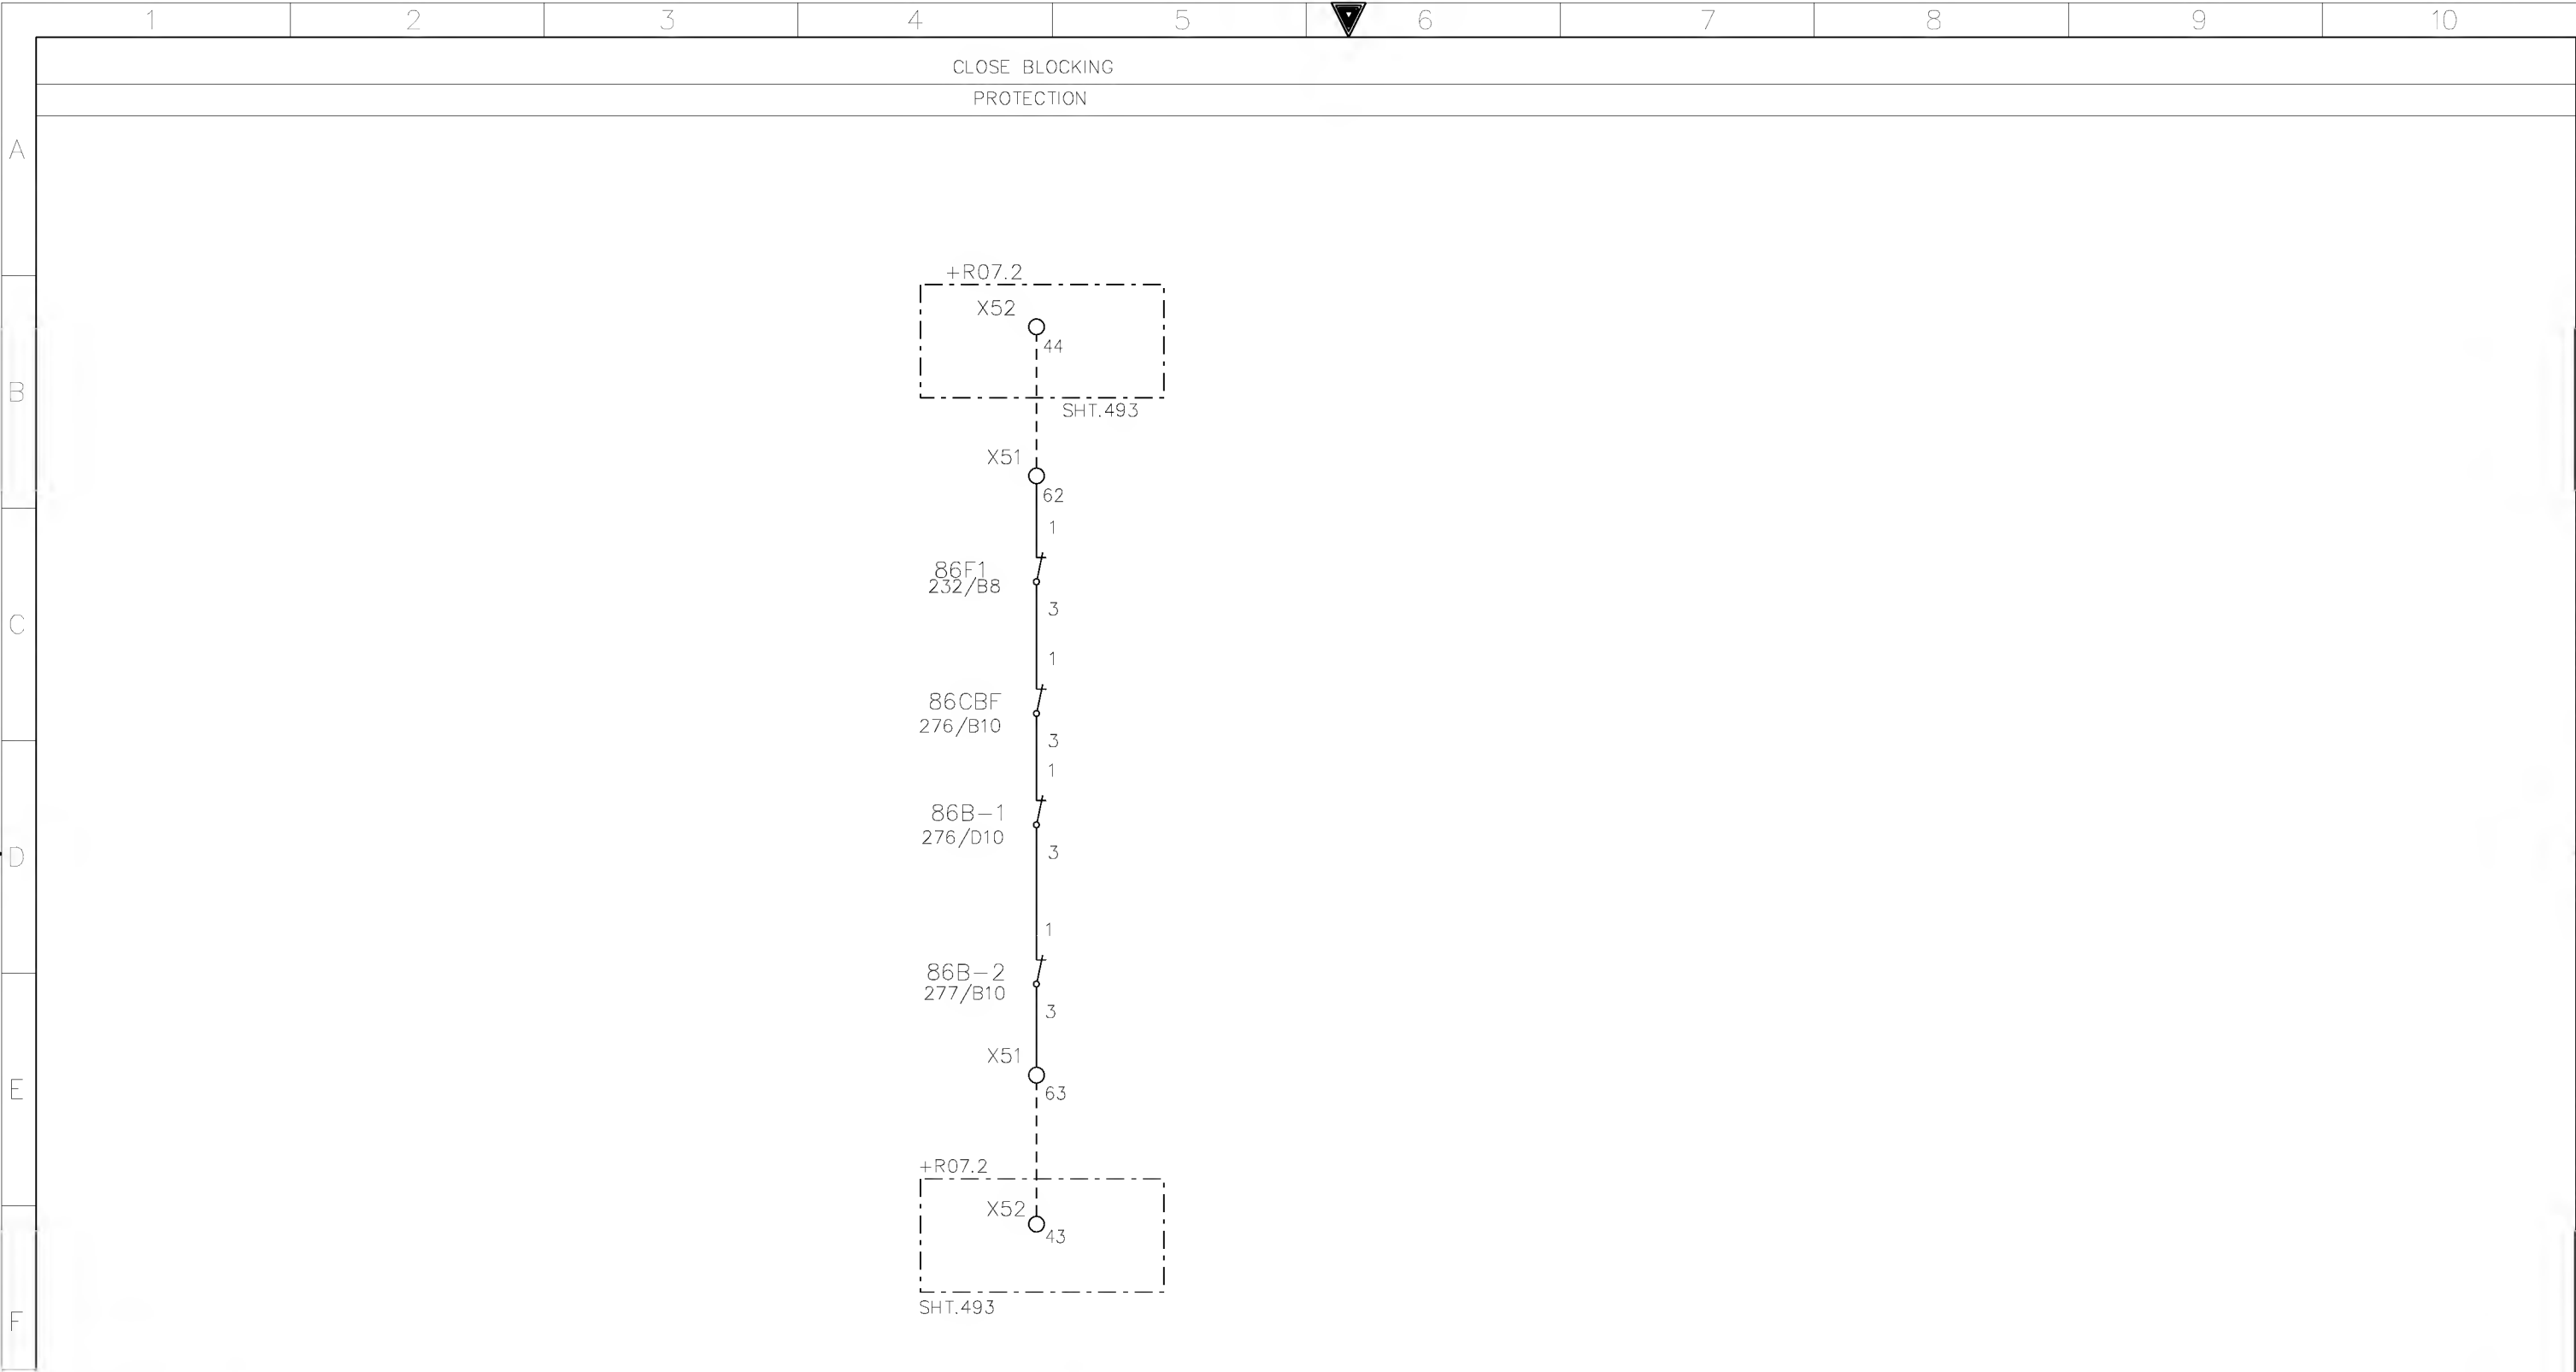 1 2 3 4 5 6 7 8 9 10
CLOSE BLOCKING
PROTECTION
A
+R07.2
X52
44
B
SHT.493
X51
62
1
86F1
232/B8
3
C
1
86CBF
276/B10
3
1
86B-1
276/D10
3
D
1
86B-2
277/B10
3
X51
63
E
+R07.2
X52
43
SHT.493
F